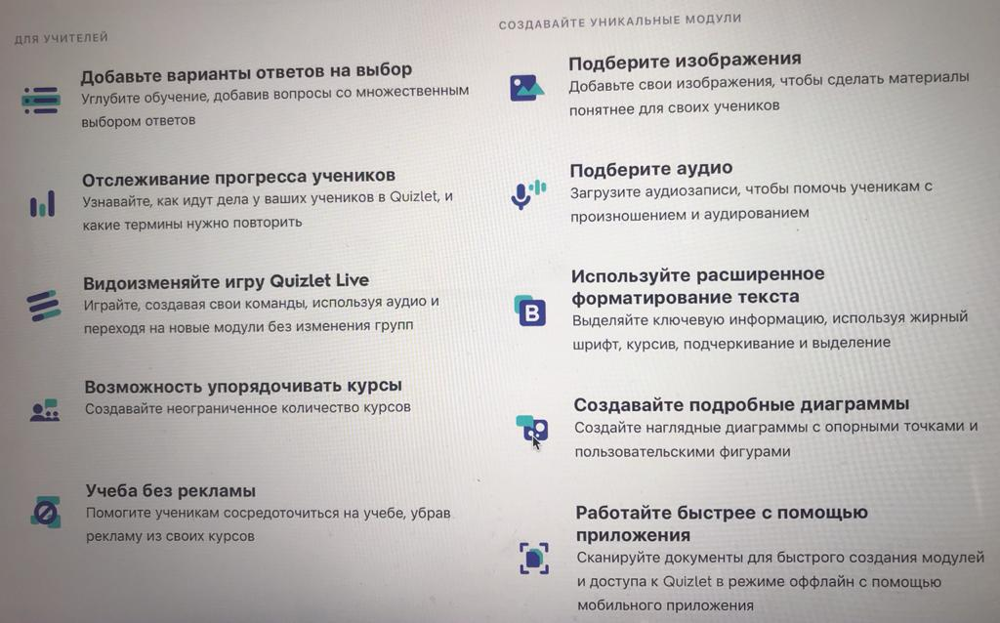 ДЛЯ УЧИТЕЛЕЙ
Добавьте варианты ответов на выбор
Углубите обучение, добавив вопросы со множественным
выбором ответов
Отслеживание прогресса учеников
Узнавайте, как идут дела у ваших учеников в Quizlet, и
какие термины нужно повторить
Видоизменяйте игру Quizlet Live
Играйте, создавая свои команды, используя аудио и
переходя на новые модули без изменения групп
Возможность упорядочивать курсы
Создавайте неограниченное количество курсов
Учеба без рекламы
Помогите ученикам сосредоточиться на учебе, убрав
рекламу из своих курсов
СОЗДАВАЙТЕ УНИКАЛЬНЫЕ МОДУЛИ
Подберите изображения
Добавьте свои изображения, чтобы сделать материалы
понятнее для своих учеников
Подберите аудио
Загрузите аудиозаписи, чтобы помочь ученикам с
произношением и аудированием
B
Используйте расширенное
форматирование текста
Выделяйте ключевую информацию, используя жирный
шрифт, курсив, подчеркивание и выделение
Создавайте подробные диаграммы
Создайте наглядные диаграммы с опорными точками и
пользовательскими фигурами
Работайте быстрее с помощью
приложения
Сканируйте документы для быстрого создания модулей
и доступа к Quizlet в режиме оффлайн с помощью
мобильного приложения